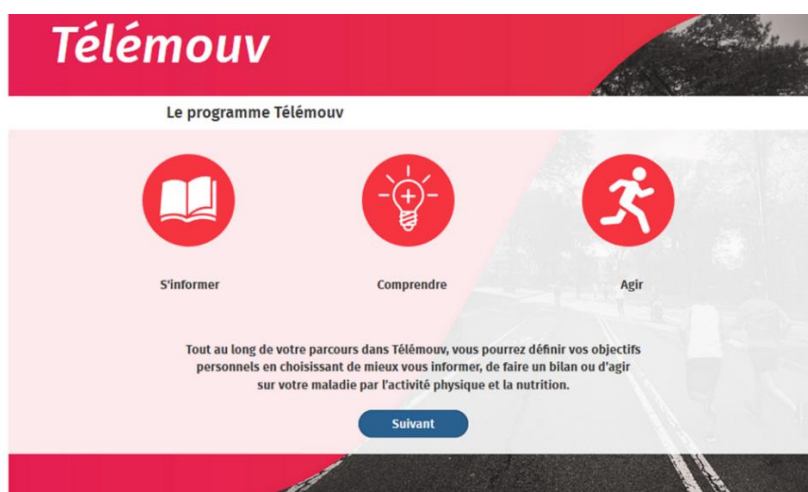 Télémouv
Le programme Télémouv
S'informer
Comprendre
Agir
Tout au long de votre parcours dans Télémouv, vous pourrez définir vos objectifs
personnels en choisissant de mieux vous informer, de faire un bilan ou d'agir
sur votre maladie par l'activité physique et la nutrition.
Suivant